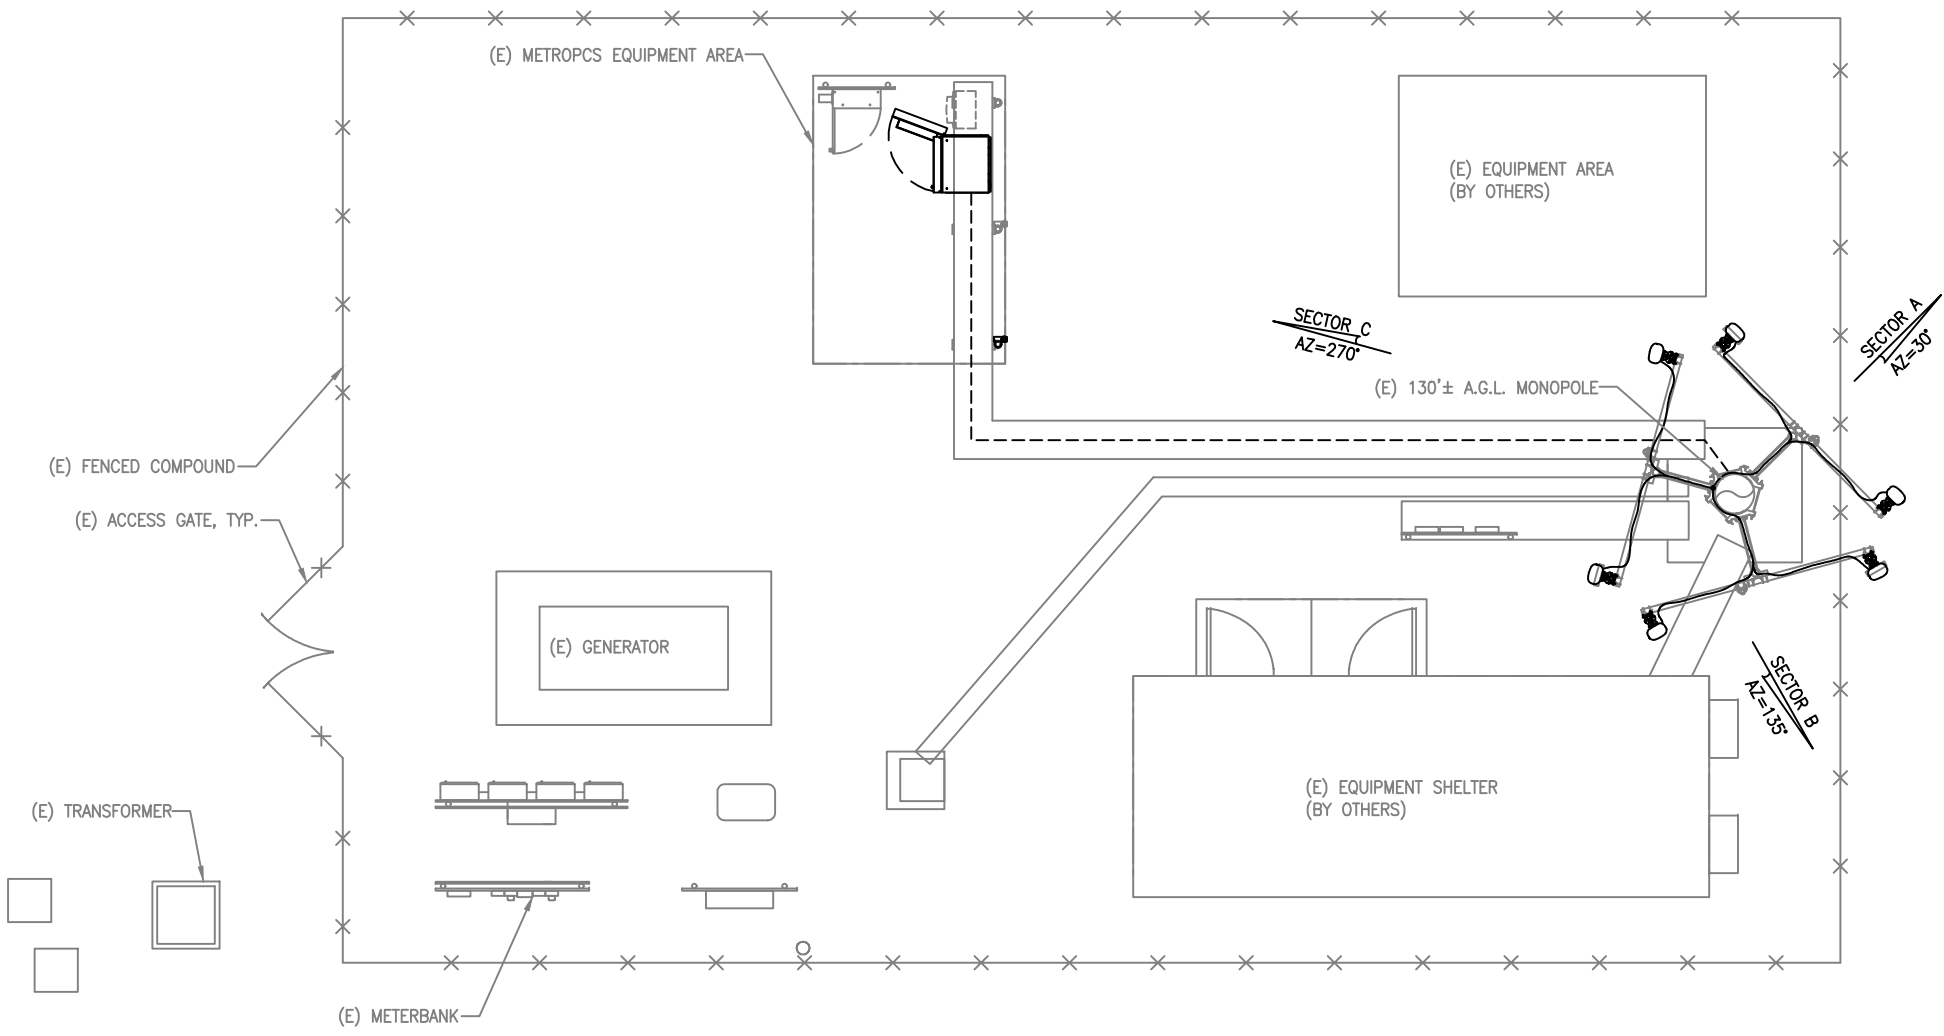 (E) METROPCS EQUIPMENT AREA
(E) EQUIPMENT AREA
(BY OTHERS)
SECTOR C
AZ=270°
SECTOR A
AZ=30°
(E) 130'± A.G.L. MONOPOLE
(E) FENCED COMPOUND
(E) ACCESS GATE, TYP.
(E) GENERATOR
SECTOR B
AZ=135°
(E) EQUIPMENT SHELTER
(BY OTHERS)
(E) TRANSFORMER
(E) METERBANK